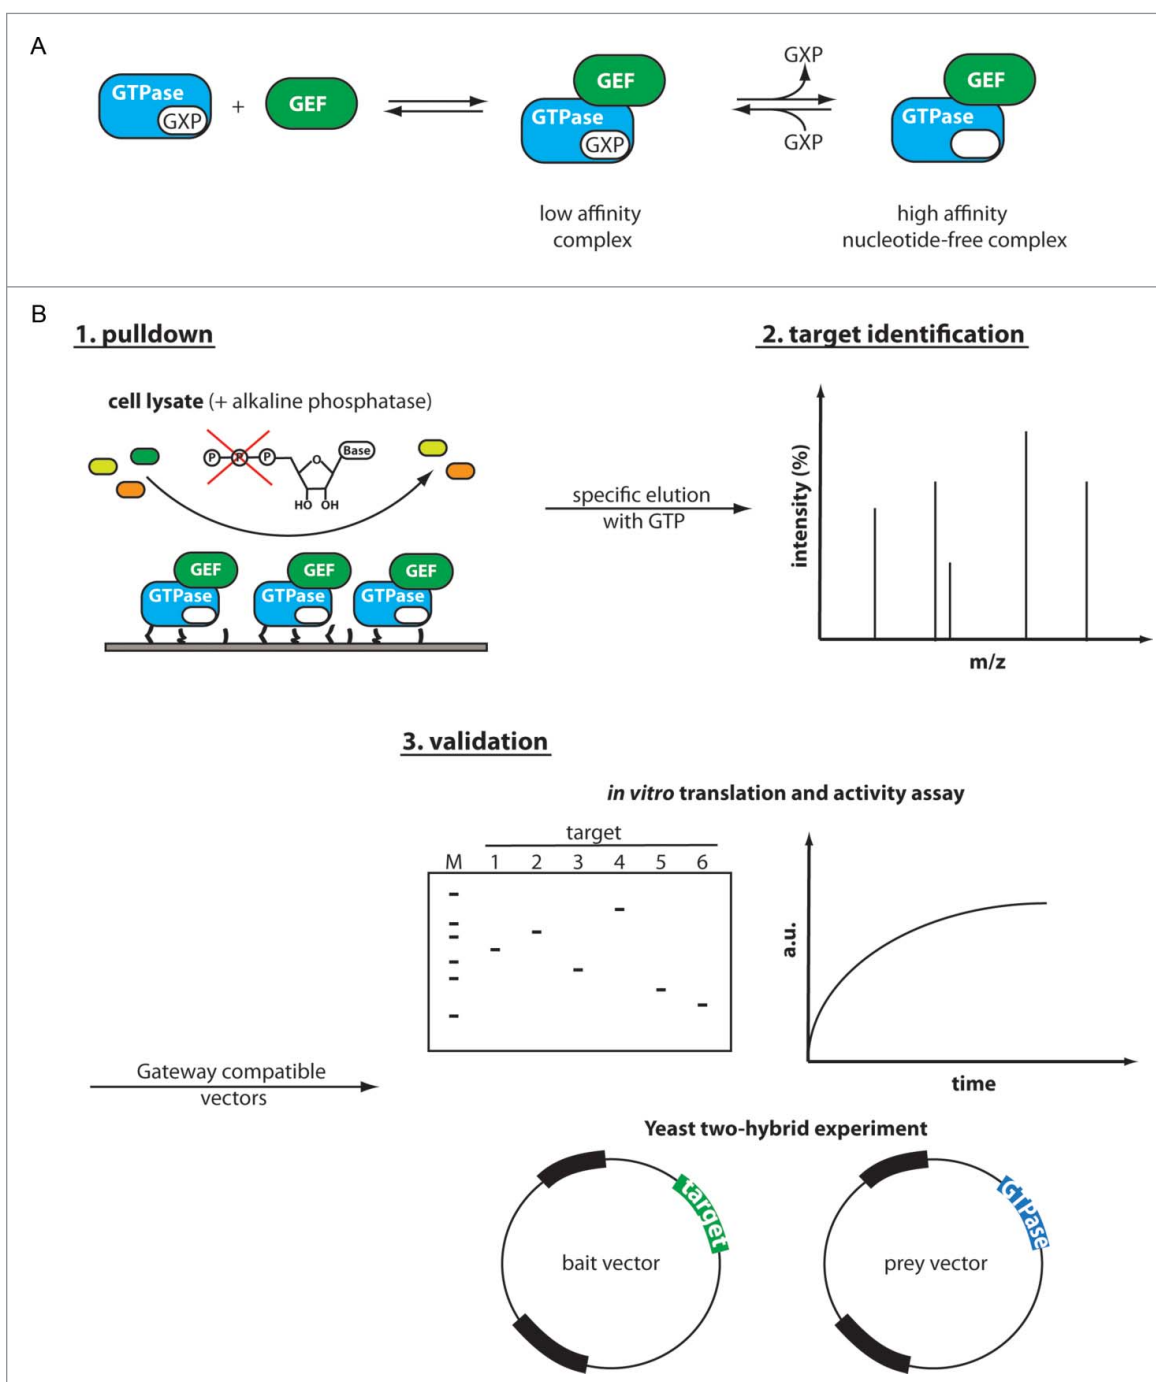 A
GTPase
GXP
+
GEF
GEF
GTPase
GXP
low affinity
complex
GXP
GXP
GEF
GTPase
high affinity
nucleotide-free complex
B
1. pulldown
cell lysate (+ alkaline phosphatase)
P P P O Base
HO OH
GEF GEF GEF
GTPase GTPase GTPase
specific elution
with GTP
2. target identification
intensity (%)
m/z
3. validation
in vitro translation and activity assay
target
M 1 2 3 4 5 6
a.u.
time
Gateway compatible
vectors
Yeast two-hybrid experiment
target
bait vector
GTPase
prey vector